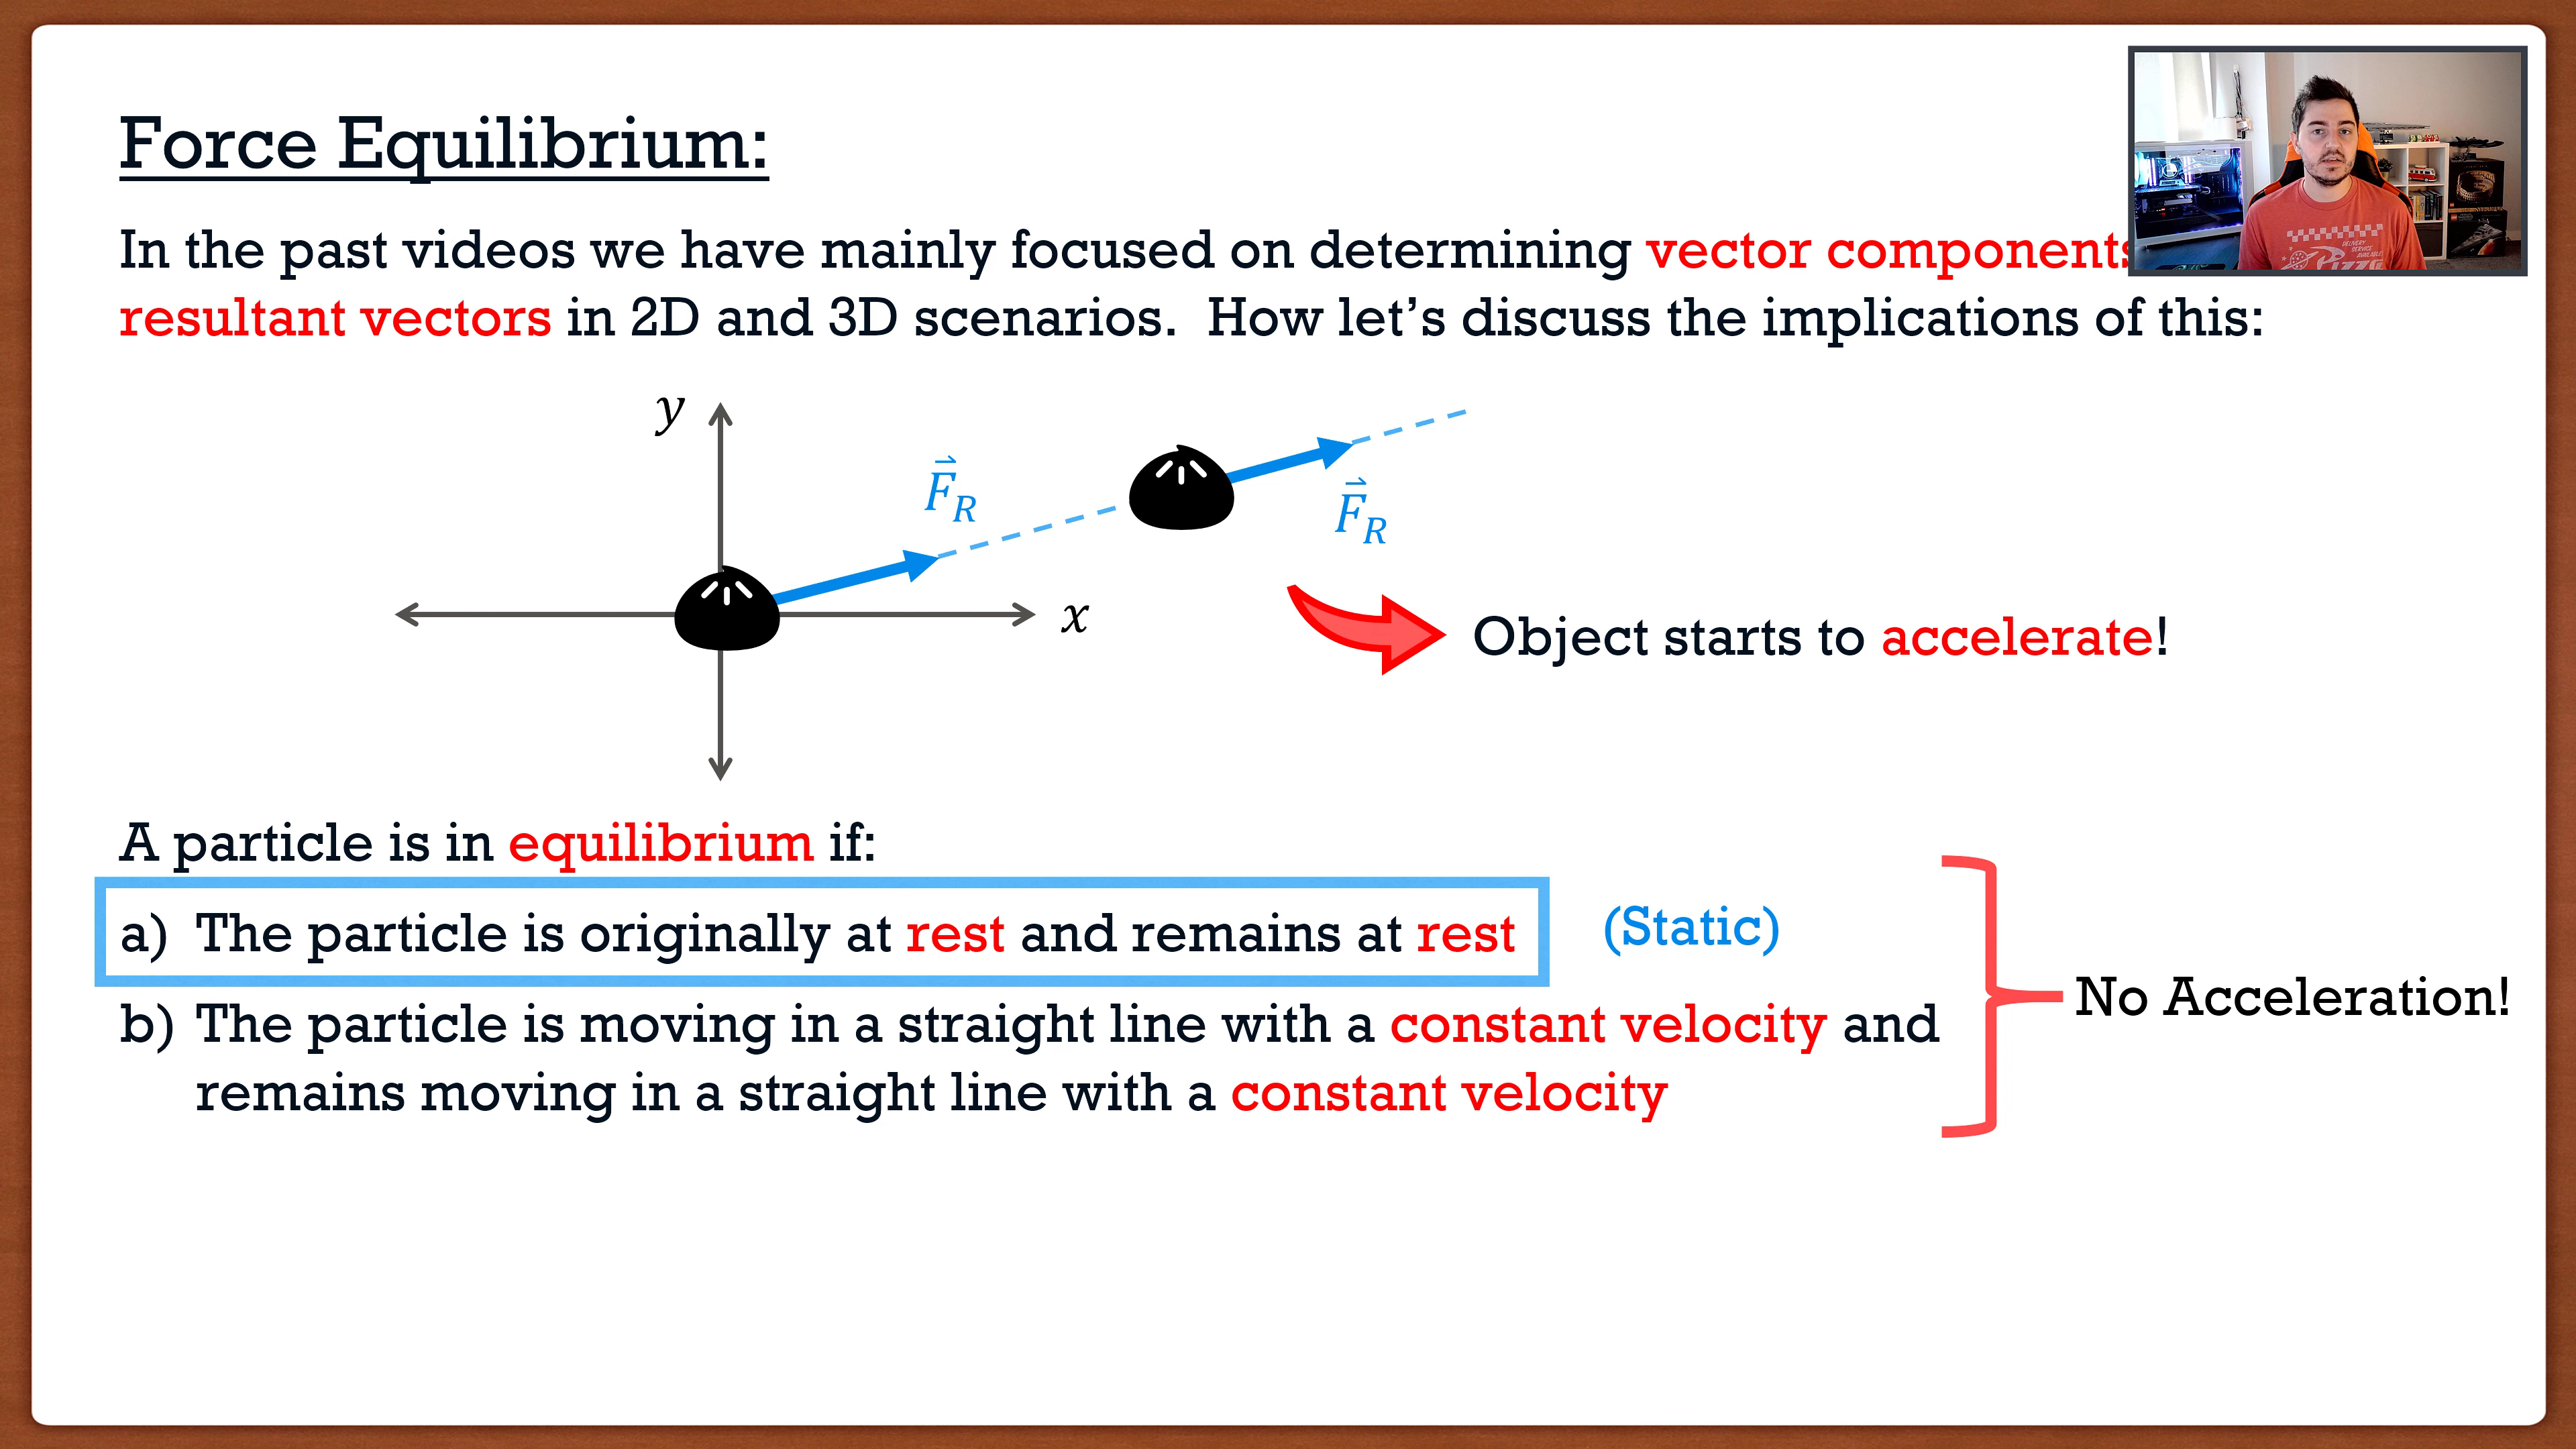 Force Equilibrium:
In the past videos we have mainly focused on determining vector components
resultant vectors in 2D and 3D scenarios. How let's discuss the implications of this:
y
F⃗_R
F⃗_R
x
Object starts to accelerate!
A particle is in equilibrium if:
a) The particle is originally at rest and remains at rest (Static)
b) The particle is moving in a straight line with a constant velocity and
remains moving in a straight line with a constant velocity
No Acceleration!